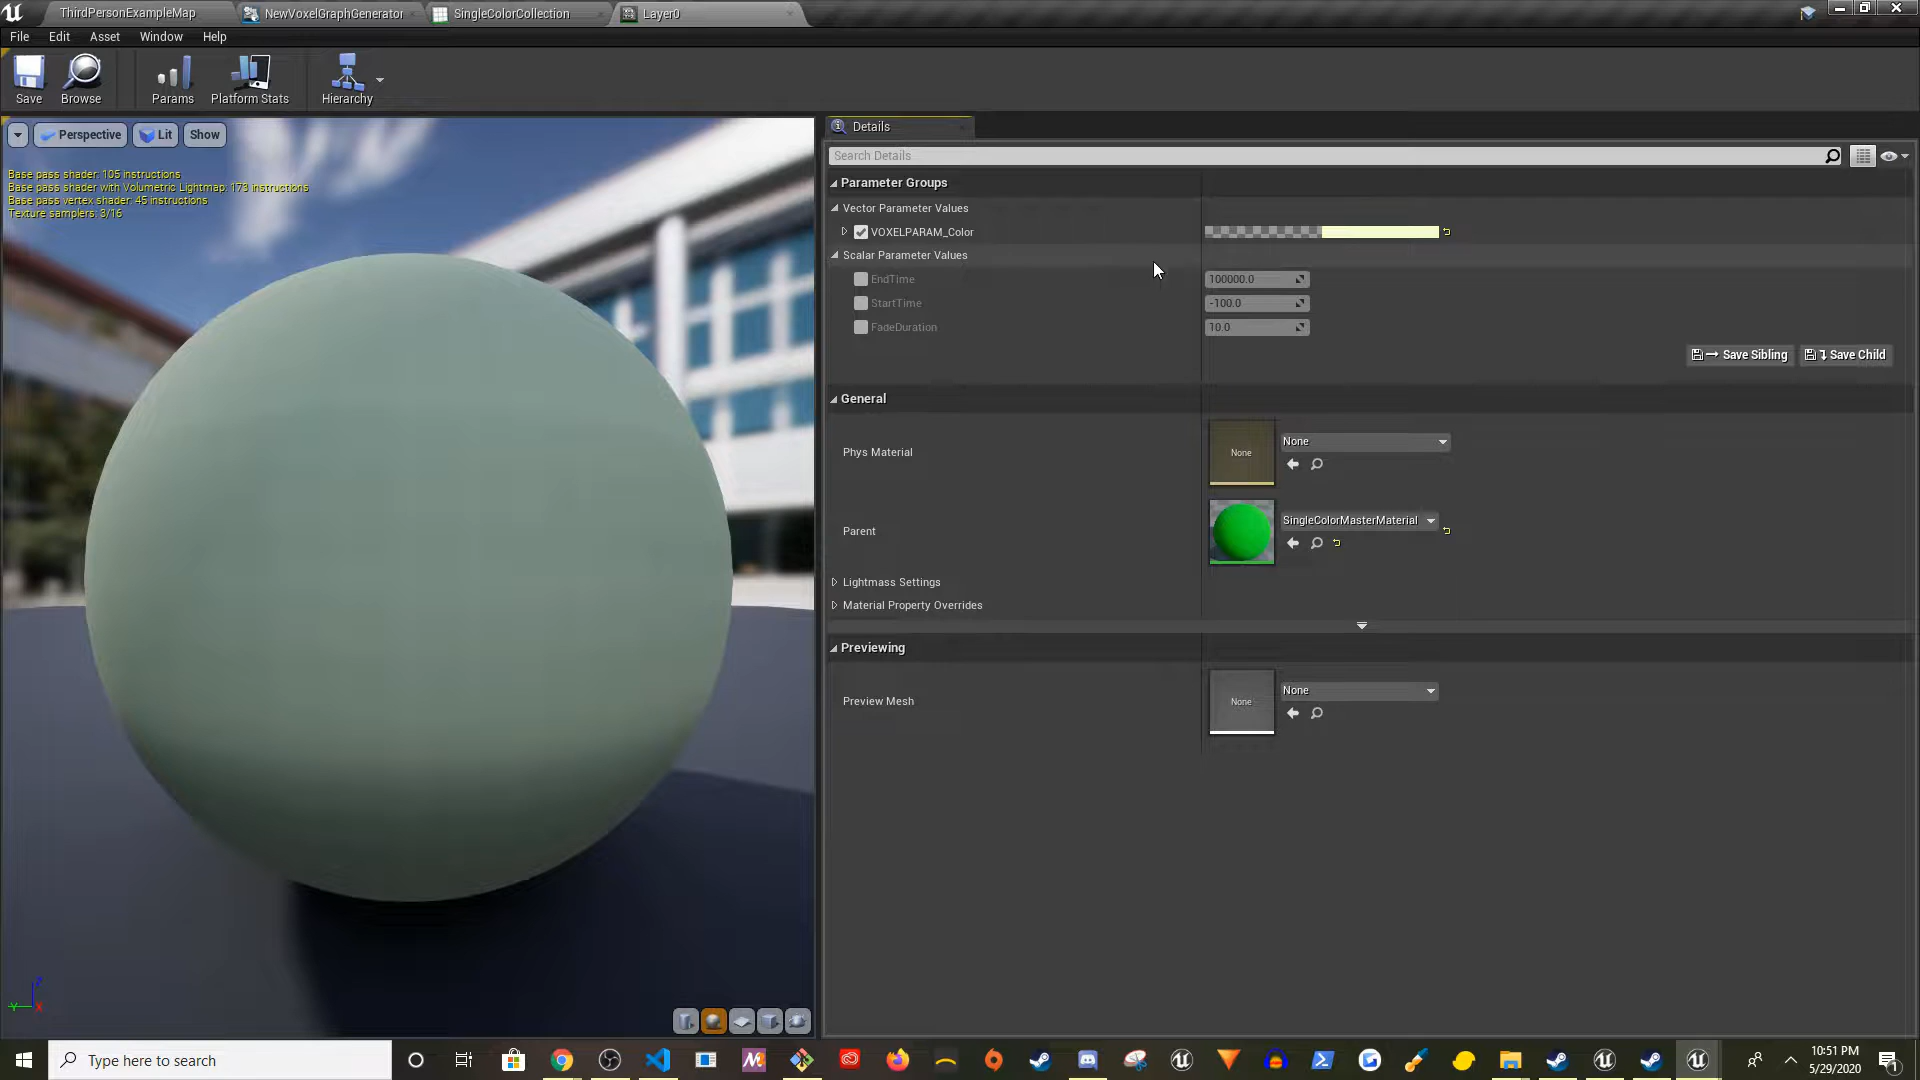 ThirdPersonExampleMap
NewVoxelGraphGenerator
SingleColorCollection
Layer0
File Edit Asset Window Help
Save Browse Params Platform Stats Hierarchy
Perspective Lit Show
Base pass shader: 105 instructions
Base pass shader with Volumetric Lightmap: 173 instructions
Base pass vertex shader: 45 instructions
Texture samplers: 3/16
Details
Search Details
Parameter Groups
Vector Parameter Values
VOXELPARAM_Color
Scalar Parameter Values
EndTime 100000.0
StartTime -100.0
FadeDuration 10.0
Save Sibling Save Child
General
Phys Material None None
Parent SingleColorMasterMaterial
Lightmass Settings
Material Property Overrides
Previewing
Preview Mesh None None
Z
Y X
Type here to search
10:51 PM
5/29/2020
1